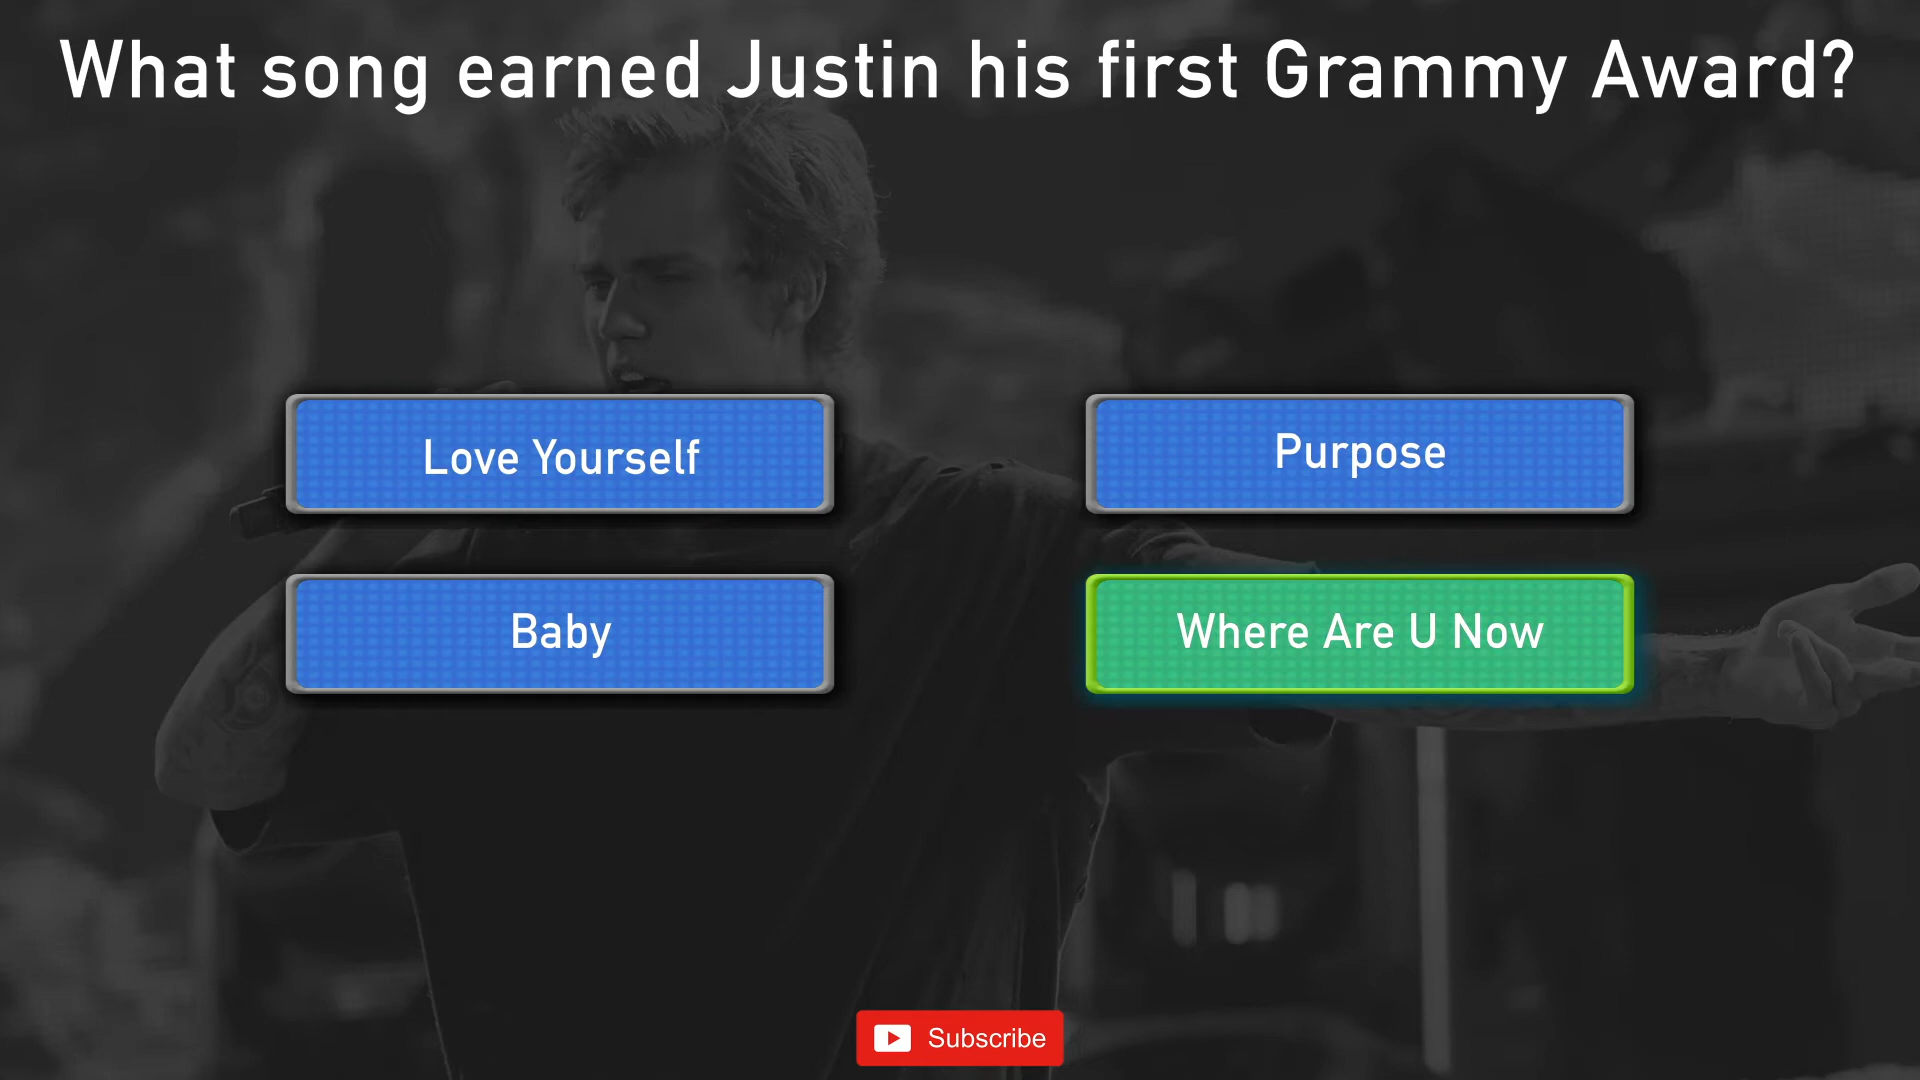 What song earned Justin his first Grammy Award?
Love Yourself
Purpose
Baby
Where Are U Now
Subscribe